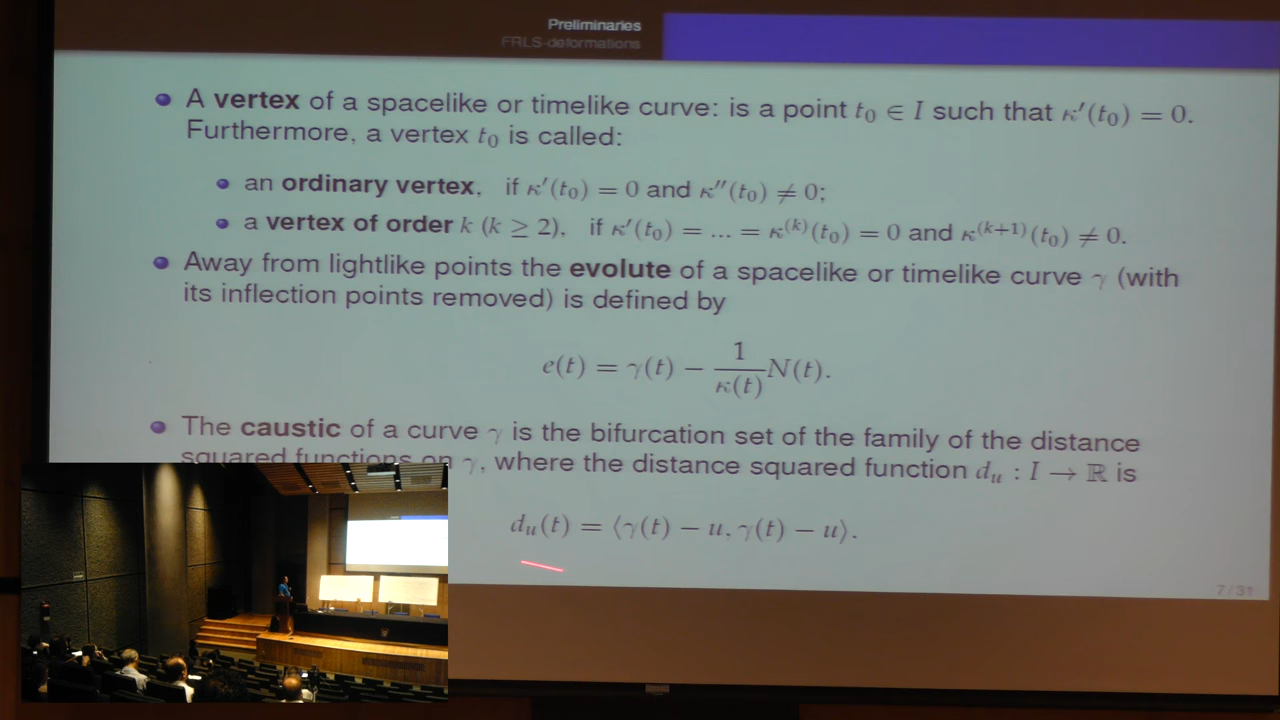 Preliminaries
FRLS-deformations
A vertex of a spacelike or timelike curve: is a point t₀ ∈ I such that κ′(t₀) = 0.
Furthermore, a vertex t₀ is called:
an ordinary vertex, if κ′(t₀) = 0 and κ″(t₀) ≠ 0;
a vertex of order k (k ≥ 2), if κ′(t₀) = ... = κ⁽ᵏ⁾(t₀) = 0 and κ⁽ᵏ⁺¹⁾(t₀) ≠ 0.
Away from lightlike points the evolute of a spacelike or timelike curve γ (with
its inflection points removed) is defined by
e(t) = γ(t) − 1/κ(t) N(t).
The caustic of a curve γ is the bifurcation set of the family of the distance
squared functions on γ, where the distance squared function dᵤ : I → ℝ is
dᵤ(t) = ⟨γ(t) − u, γ(t) − u⟩.
7 / 31